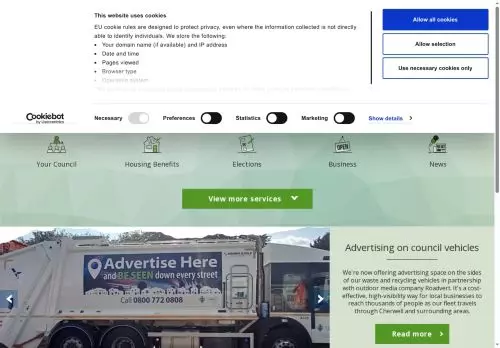 This website uses cookies
EU cookie rules are designed to protect privacy, even where the information collected is not directly
able to identify individuals. We store the following:
• Your domain name (if available) and IP address
• Date and time
• Pages viewed
• Browser type
• Operating system
Allow all cookies
Allow selection
Use necessary cookies only
Cookiebot
by Usercentrics
Necessary
Preferences
Statistics
Marketing
Show details
Your Council
Housing Benefits
Elections
OPEN
Business
NEWS
News
View more services
Advertise Here
and BE SEEN down every street
Call 0800 772 0808
Advertising on council vehicles
We're now offering advertising space on the sides
of our waste and recycling vehicles in partnership
with outdoor media company Roadvert. It's a cost-
effective, high-visibility way for local businesses to
reach thousands of people as our fleet travels
through Cherwell and surrounding areas.
Read more